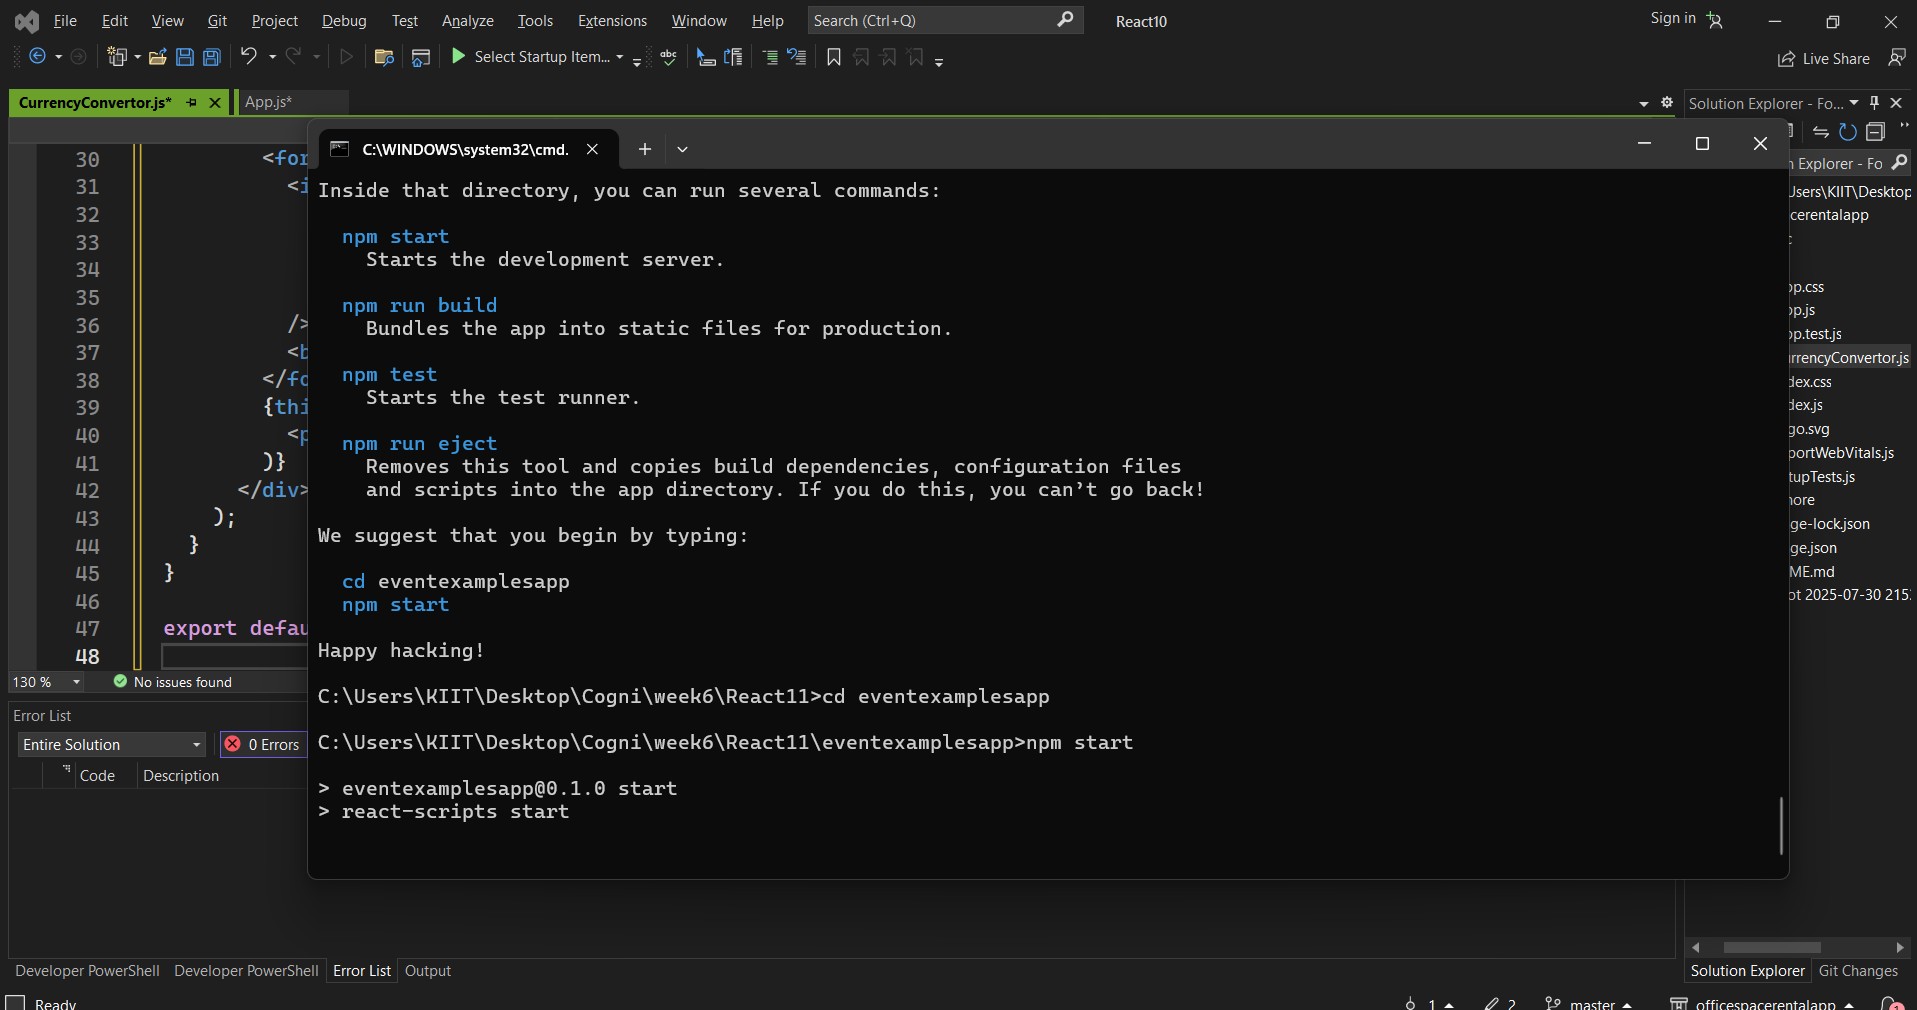 File Edit View Git Project Debug Test Analyze Tools Extensions Window Help Search (Ctrl+Q) React10 Sign in
Select Startup Item... Live Share
CurrencyConvertor.js* App.js* Solution Explorer - Fo...
C:\WINDOWS\system32\cmd.
Explorer - Fo
Inside that directory, you can run several commands:
npm start
Starts the development server.
npm run build
Bundles the app into static files for production.
npm test
Starts the test runner.
npm run eject
Removes this tool and copies build dependencies, configuration files
and scripts into the app directory. If you do this, you can’t go back!
We suggest that you begin by typing:
cd eventexamplesapp
npm start
Happy hacking!
C:\Users\KIIT\Desktop\Cogni\week6\React11>cd eventexamplesapp
C:\Users\KIIT\Desktop\Cogni\week6\React11\eventexamplesapp>npm start
> eventexamplesapp@0.1.0 start
> react-scripts start
30 <for
31 <i
32
33
34
35
36 />
37 <b
38 </fo
39 {thi
40 <p
41 )}
42 </div>
43 );
44 }
45 }
46
47 export defau
48
130 % No issues found
Error List
Entire Solution 0 Errors
Code Description
sers\KIIT\Desktop
cerentalapp
p.css
p.js
p.test.js
rrencyConvertor.js
dex.css
dex.js
go.svg
portWebVitals.js
tupTests.js
nore
ge-lock.json
ge.json
ME.md
ot 2025-07-30 215
Developer PowerShell Developer PowerShell Error List Output Solution Explorer Git Changes
Ready 1 2 master officespacerentalapp 1